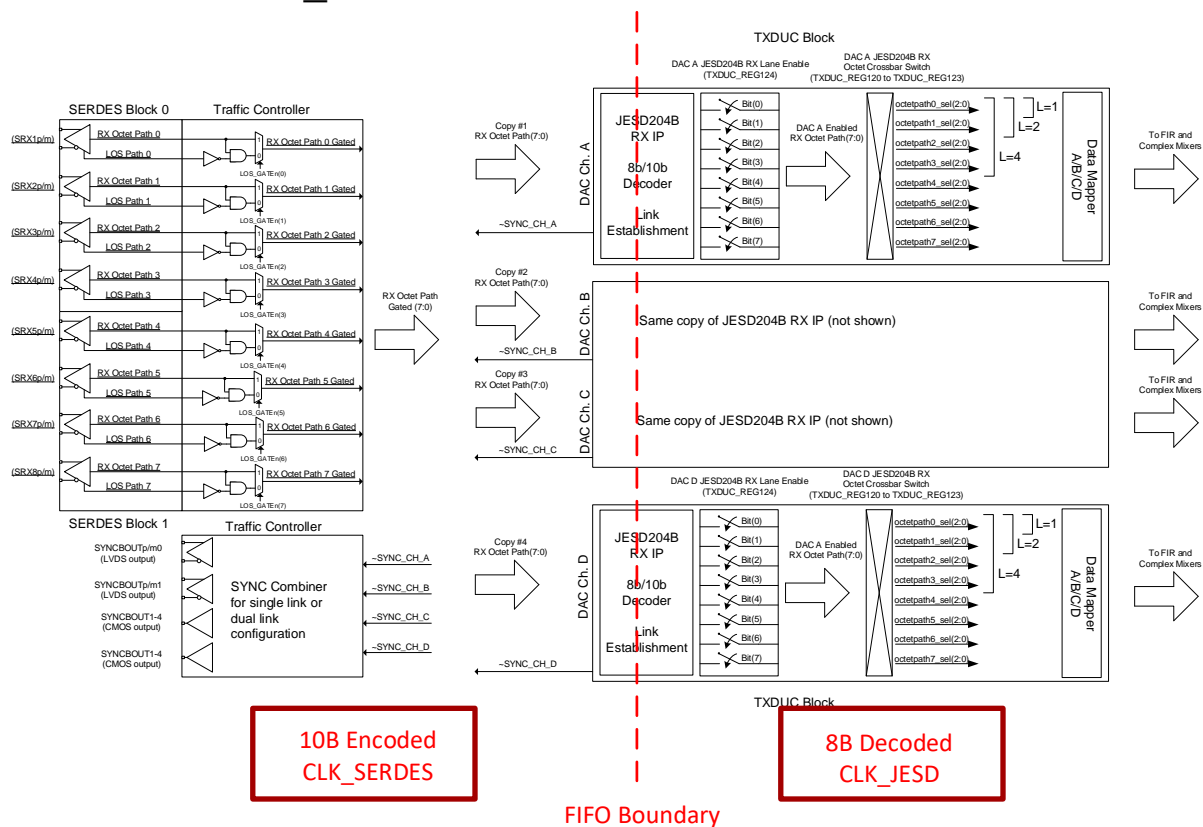 TXDUC Block
DAC A JESD204B RX Lane Enable
(TXDUC_REG124)
DAC A JESD204B RX
Octet Crossbar Switch
(TXDUC_REG120 to TXDUC_REG123)
SERDES Block 0
Traffic Controller
(SRX1p/m)
RX Octet Path 0
LOS Path 0
1
0
RX Octet Path 0 Gated
LOS_GATEn(0)
(SRX2p/m)
RX Octet Path 1
LOS Path 1
1
0
RX Octet Path 1 Gated
LOS_GATEn(1)
(SRX3p/m)
RX Octet Path 2
LOS Path 2
1
0
RX Octet Path 2 Gated
LOS_GATEn(2)
(SRX4p/m)
RX Octet Path 3
LOS Path 3
1
0
RX Octet Path 3 Gated
LOS_GATEn(3)
(SRX5p/m)
RX Octet Path 4
LOS Path 4
1
0
RX Octet Path 4 Gated
LOS_GATEn(4)
(SRX6p/m)
RX Octet Path 5
LOS Path 5
1
0
RX Octet Path 5 Gated
LOS_GATEn(5)
(SRX7p/m)
RX Octet Path 6
LOS Path 6
1
0
RX Octet Path 6 Gated
LOS_GATEn(6)
(SRX8p/m)
RX Octet Path 7
LOS Path 7
1
0
RX Octet Path 7 Gated
LOS_GATEn(7)
RX Octet Path
Gated (7:0)
Copy #1
RX Octet Path(7:0)
~SYNC_CH_A
DAC Ch. A
JESD204B
RX IP
8b/10b
Decoder
Link
Establishment
Bit(0)
Bit(1)
Bit(2)
Bit(3)
Bit(4)
Bit(5)
Bit(6)
Bit(7)
DAC A Enabled
RX Octet Path(7:0)
octetpath0_sel(2:0)
octetpath1_sel(2:0)
octetpath2_sel(2:0)
octetpath3_sel(2:0)
octetpath4_sel(2:0)
octetpath5_sel(2:0)
octetpath6_sel(2:0)
octetpath7_sel(2:0)
L=1
L=2
L=4
Data Mapper
A/B/C/D
To FIR and
Complex Mixers
Copy #2
RX Octet Path(7:0)
~SYNC_CH_B
DAC Ch. B
Same copy of JESD204B RX IP (not shown)
To FIR and
Complex Mixers
Copy #3
RX Octet Path(7:0)
~SYNC_CH_C
DAC Ch. C
Same copy of JESD204B RX IP (not shown)
To FIR and
Complex Mixers
DAC D JESD204B RX Lane Enable
(TXDUC_REG124)
DAC D JESD204B RX
Octet Crossbar Switch
(TXDUC_REG120 to TXDUC_REG123)
SERDES Block 1
Traffic Controller
SYNCBOUTp/m0
(LVDS output)
SYNCBOUTp/m1
(LVDS output)
SYNCBOUT1-4
(CMOS output)
SYNCBOUT1-4
(CMOS output)
SYNC Combiner
for single link or
dual link
configuration
~SYNC_CH_A
~SYNC_CH_B
~SYNC_CH_C
~SYNC_CH_D
Copy #4
RX Octet Path(7:0)
~SYNC_CH_D
DAC Ch. D
JESD204B
RX IP
8b/10b
Decoder
Link
Establishment
Bit(0)
Bit(1)
Bit(2)
Bit(3)
Bit(4)
Bit(5)
Bit(6)
Bit(7)
DAC A Enabled
RX Octet Path(7:0)
octetpath0_sel(2:0)
octetpath1_sel(2:0)
octetpath2_sel(2:0)
octetpath3_sel(2:0)
octetpath4_sel(2:0)
octetpath5_sel(2:0)
octetpath6_sel(2:0)
octetpath7_sel(2:0)
L=1
L=2
L=4
Data Mapper
A/B/C/D
To FIR and
Complex Mixers
TXDUC Block
10B Encoded
CLK_SERDES
8B Decoded
CLK_JESD
FIFO Boundary